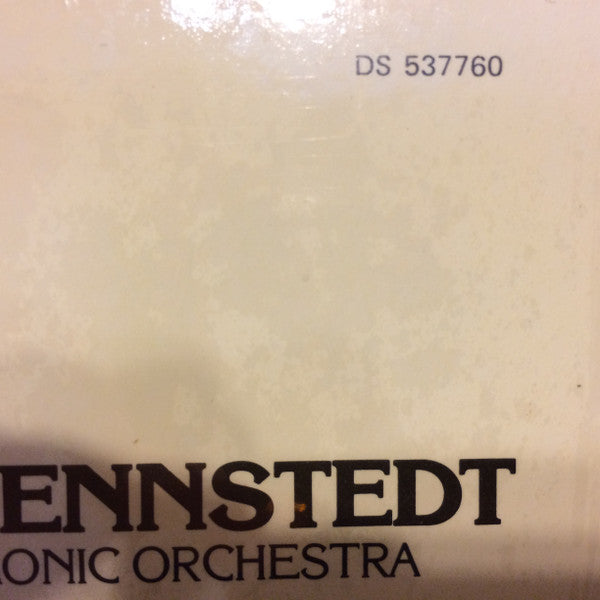 DS 537760
ENNSTEDT
ONIC ORCHESTRA